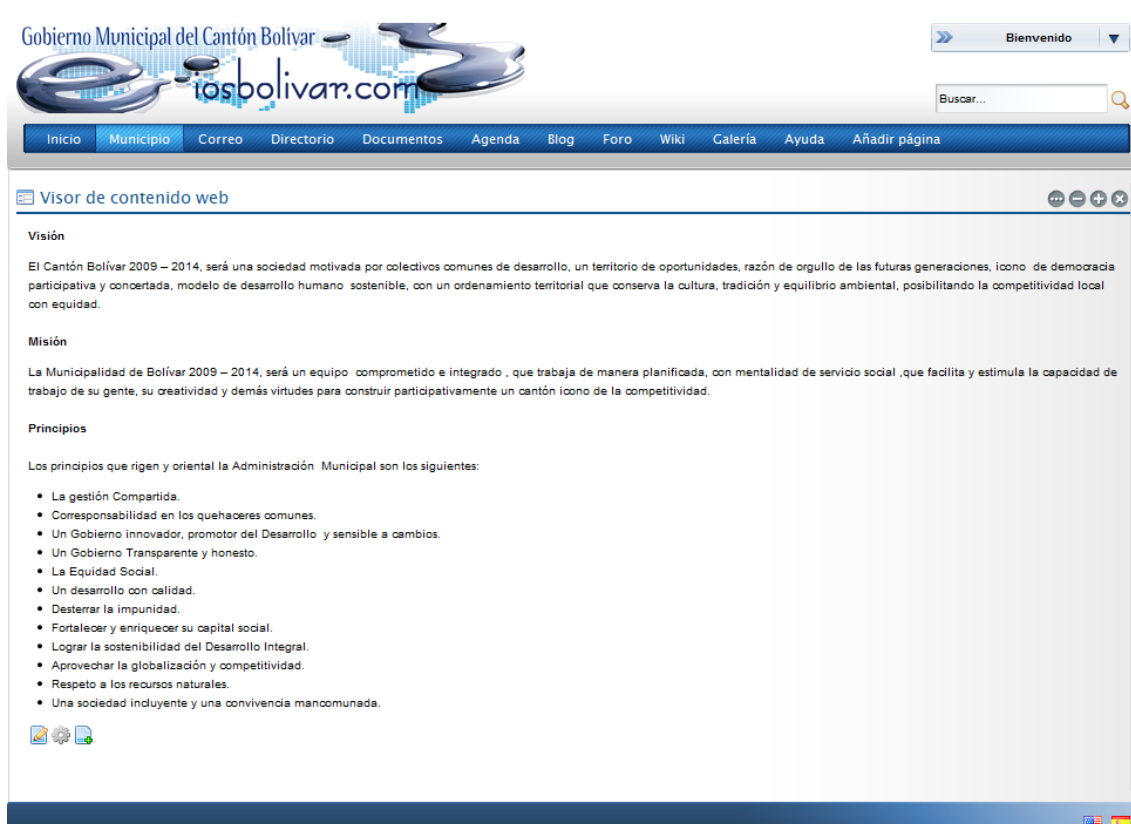 Gobierno Municipal del Cantón Bolívar
e-iosbolivar.com
Bienvenido
Buscar...
Inicio Municipio Correo Directorio Documentos Agenda Blog Foro Wiki Galería Ayuda Añadir página
Visor de contenido web
Visión
El Cantón Bolívar 2009 – 2014, será una sociedad motivada por colectivos comunes de desarrollo, un territorio de oportunidades, razón de orgullo de las futuras generaciones, icono de democracia
participativa y concertada, modelo de desarrollo humano sostenible, con un ordenamiento territorial que conserva la cultura, tradición y equilibrio ambiental, posibilitando la competitividad local
con equidad.
Misión
La Municipalidad de Bolívar 2009 – 2014, será un equipo comprometido e integrado , que trabaja de manera planificada, con mentalidad de servicio social ,que facilita y estimula la capacidad de
trabajo de su gente, su creatividad y demás virtudes para construir participativamente un cantón icono de la competitividad.
Principios
Los principios que rigen y oriental la Administración Municipal son los siguientes:
• La gestión Compartida.
• Corresponsabilidad en los quehaceres comunes.
• Un Gobierno innovador, promotor del Desarrollo y sensible a cambios.
• Un Gobierno Transparente y honesto.
• La Equidad Social.
• Un desarrollo con calidad.
• Desterrar la impunidad.
• Fortalecer y enriquecer su capital social.
• Lograr la sostenibilidad del Desarrollo Integral.
• Aprovechar la globalización y competitividad.
• Respeto a los recursos naturales.
• Una sociedad incluyente y una convivencia mancomunada.